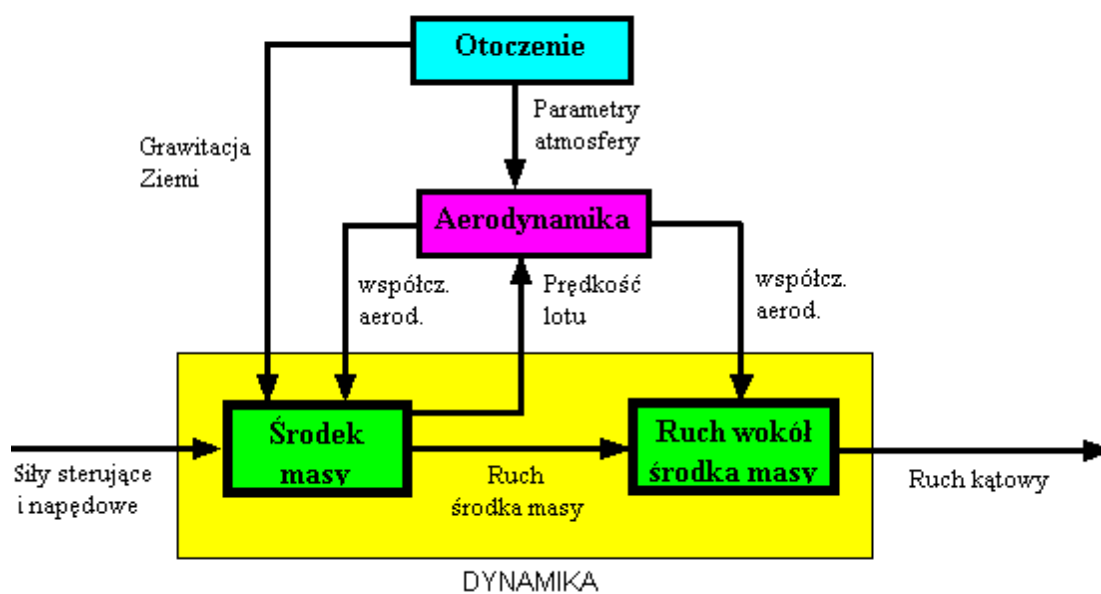 Otoczenie
Parametry
atmosfery
Grawitacja
Ziemi
Aerodynamika
współcz.
aerod.
Prędkość
lotu
współcz.
aerod.
Środek
masy
Ruch wokół
środka masy
Siły sterujące
i napędowe
Ruch
środka masy
Ruch kątowy
DYNAMIKA